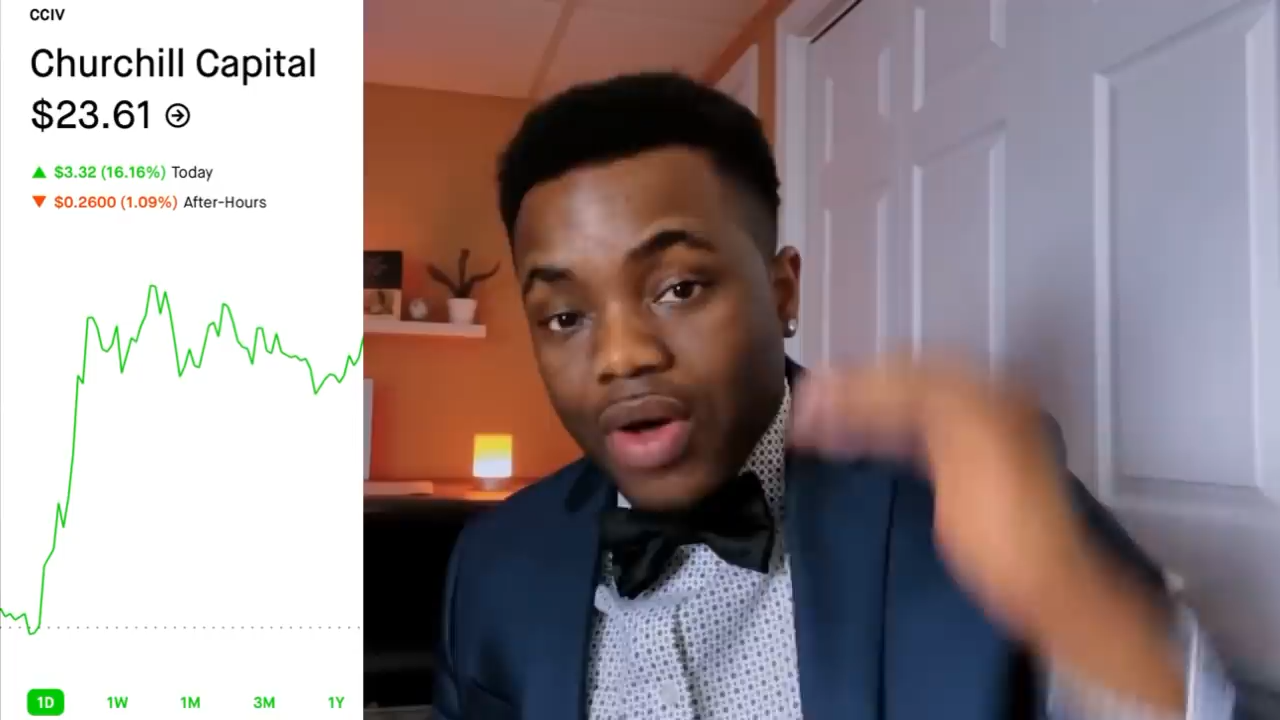 CCIV
Churchill Capital
$23.61
$3.32 (16.16%) Today
$0.2600 (1.09%) After-Hours
1D 1W 1M 3M 1Y